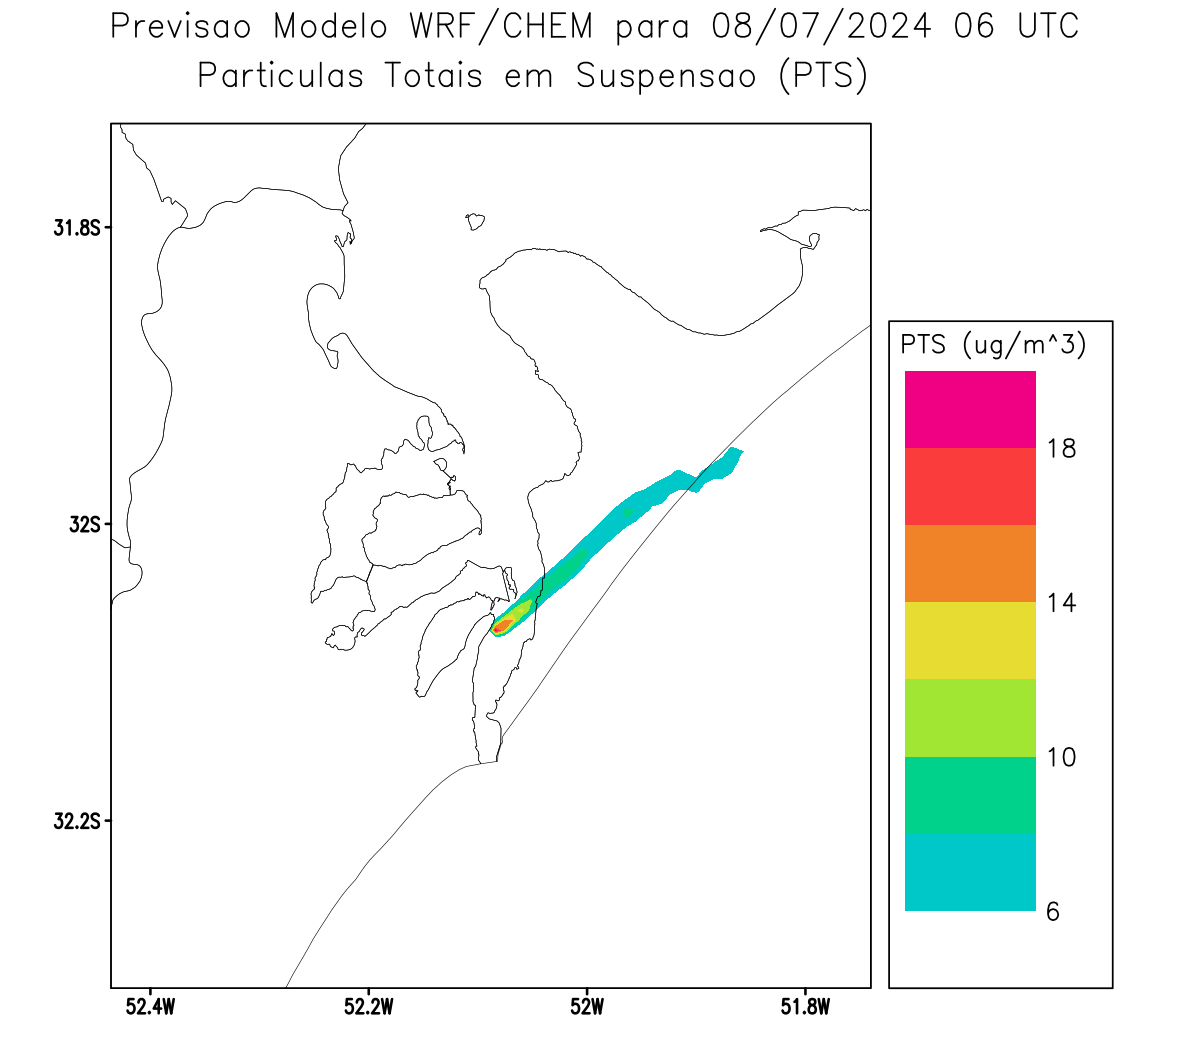 Previsao Modelo WRF/CHEM para 08/07/2024 06 UTC
Particulas Totais em Suspensao (PTS)
31.8S
32S
32.2S
52.4W
52.2W
52W
51.8W
PTS (ug/m^3)
18
14
10
6